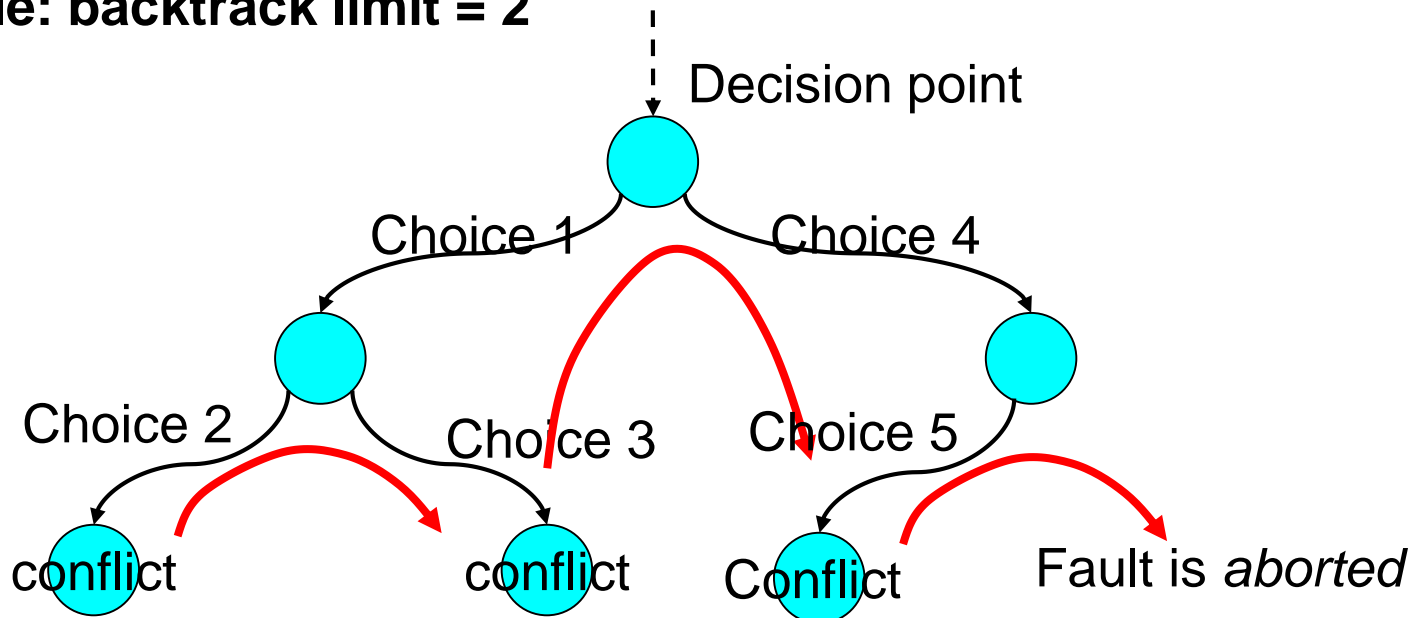 le: backtrack limit = 2
Decision point
Choice 1
Choice 4
Choice 2
Choice 3
Choice 5
conflict
conflict
Conflict
Fault is aborted